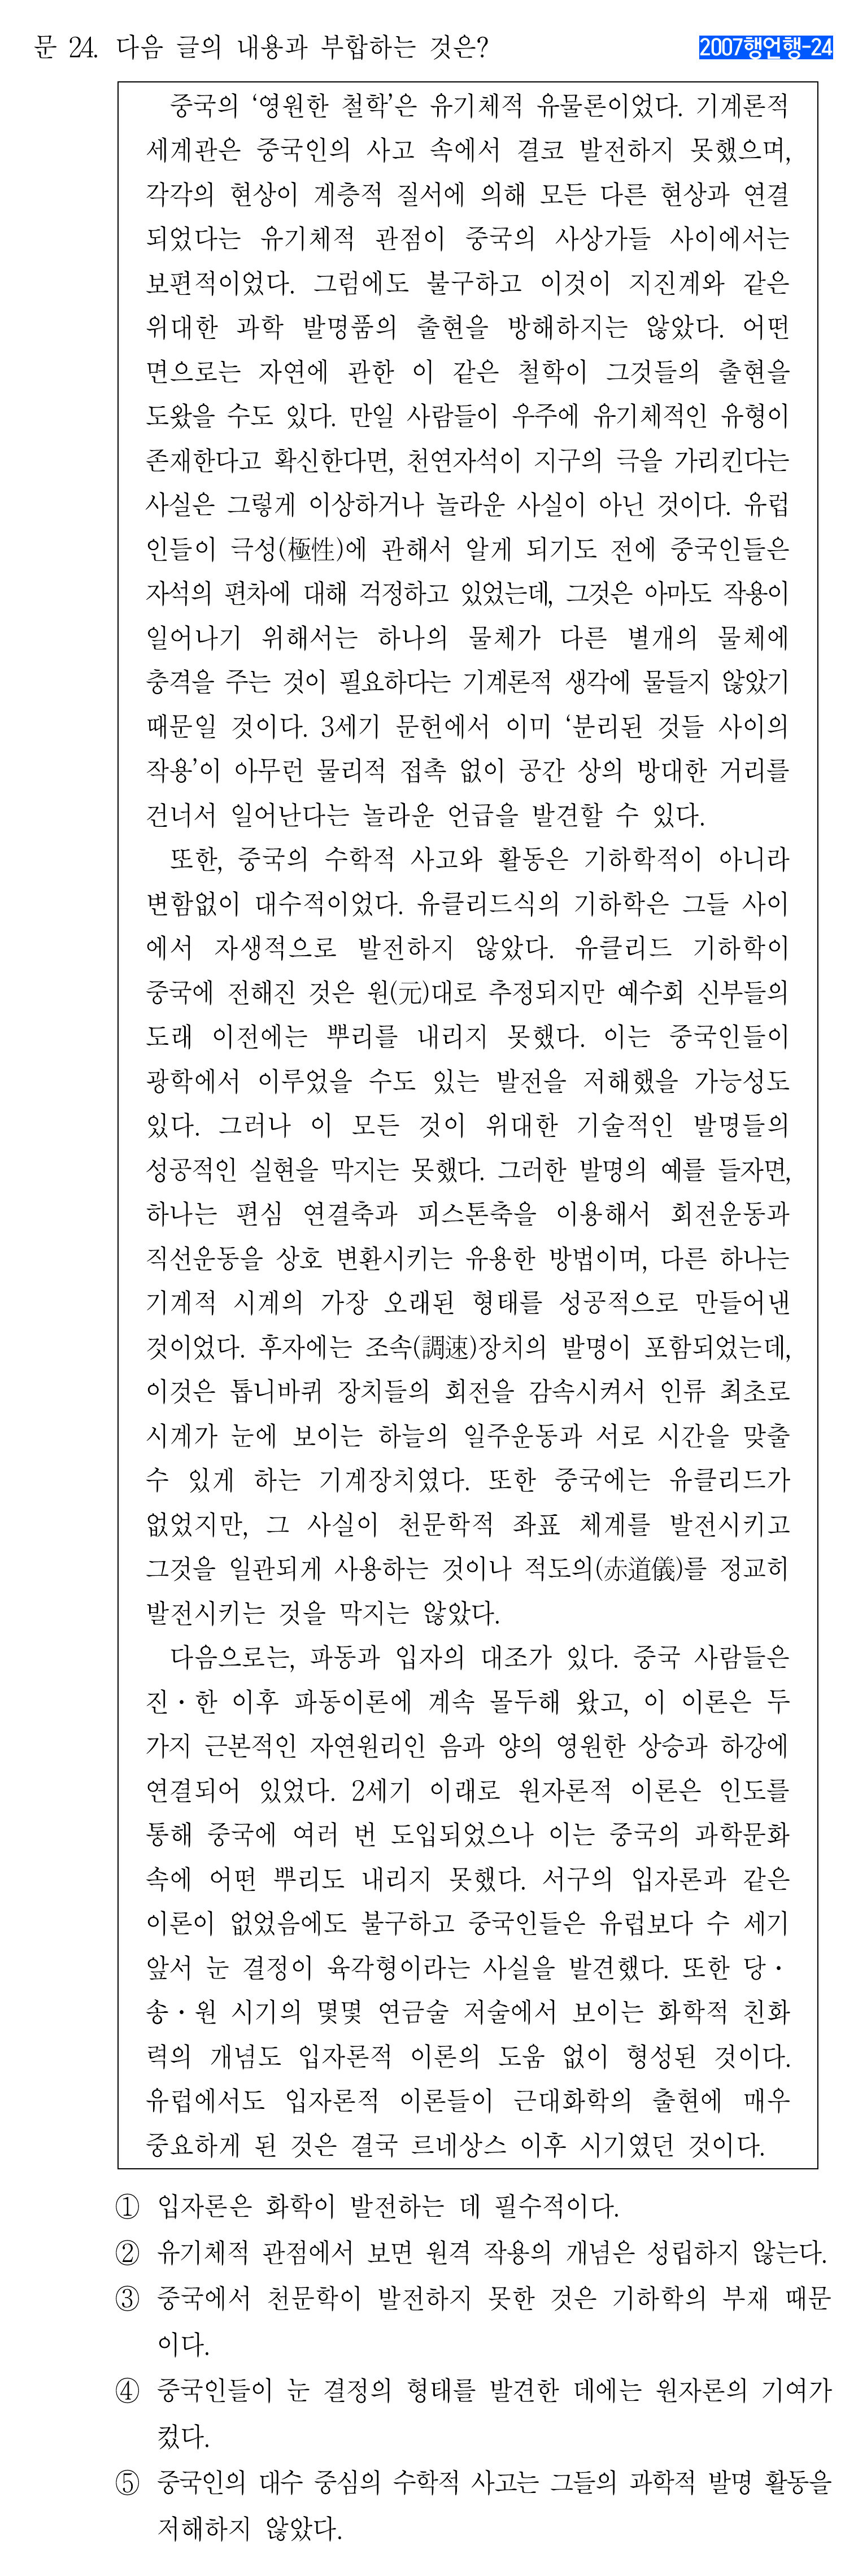 문 24. 다음 글의 내용과 부합하는 것은?
2007행언행-24
중국의 ‘영원한 철학’은 유기체적 유물론이었다. 기계론적
세계관은 중국인의 사고 속에서 결코 발전하지 못했으며,
각각의 현상이 계층적 질서에 의해 모든 다른 현상과 연결
되었다는 유기체적 관점이 중국의 사상가들 사이에서는
보편적이었다. 그럼에도 불구하고 이것이 지진계와 같은
위대한 과학 발명품의 출현을 방해하지는 않았다. 어떤
면으로는 자연에 관한 이 같은 철학이 그것들의 출현을
도왔을 수도 있다. 만일 사람들이 우주에 유기체적인 유형이
존재한다고 확신한다면, 천연자석이 지구의 극을 가리킨다는
사실은 그렇게 이상하거나 놀라운 사실이 아닌 것이다. 유럽
인들이 극성(極性)에 관해서 알게 되기도 전에 중국인들은
자석의 편차에 대해 걱정하고 있었는데, 그것은 아마도 작용이
일어나기 위해서는 하나의 물체가 다른 별개의 물체에
충격을 주는 것이 필요하다는 기계론적 생각에 물들지 않았기
때문일 것이다. 3세기 문헌에서 이미 ‘분리된 것들 사이의
작용’이 아무런 물리적 접촉 없이 공간 상의 방대한 거리를
건너서 일어난다는 놀라운 언급을 발견할 수 있다.
또한, 중국의 수학적 사고와 활동은 기하학적이 아니라
변함없이 대수적이었다. 유클리드식의 기하학은 그들 사이
에서 자생적으로 발전하지 않았다. 유클리드 기하학이
중국에 전해진 것은 원(元)대로 추정되지만 예수회 신부들의
도래 이전에는 뿌리를 내리지 못했다. 이는 중국인들이
광학에서 이루었을 수도 있는 발전을 저해했을 가능성도
있다. 그러나 이 모든 것이 위대한 기술적인 발명들의
성공적인 실현을 막지는 못했다. 그러한 발명의 예를 들자면,
하나는 편심 연결축과 피스톤축을 이용해서 회전운동과
직선운동을 상호 변환시키는 유용한 방법이며, 다른 하나는
기계적 시계의 가장 오래된 형태를 성공적으로 만들어낸
것이었다. 후자에는 조속(調速)장치의 발명이 포함되었는데,
이것은 톱니바퀴 장치들의 회전을 감속시켜서 인류 최초로
시계가 눈에 보이는 하늘의 일주운동과 서로 시간을 맞출
수 있게 하는 기계장치였다. 또한 중국에는 유클리드가
없었지만, 그 사실이 천문학적 좌표 체계를 발전시키고
그것을 일관되게 사용하는 것이나 적도의(赤道儀)를 정교히
발전시키는 것을 막지는 않았다.
다음으로는, 파동과 입자의 대조가 있다. 중국 사람들은
진·한 이후 파동이론에 계속 몰두해 왔고, 이 이론은 두
가지 근본적인 자연원리인 음과 양의 영원한 상승과 하강에
연결되어 있었다. 2세기 이래로 원자론적 이론은 인도를
통해 중국에 여러 번 도입되었으나 이는 중국의 과학문화
속에 어떤 뿌리도 내리지 못했다. 서구의 입자론과 같은
이론이 없었음에도 불구하고 중국인들은 유럽보다 수 세기
앞서 눈 결정이 육각형이라는 사실을 발견했다. 또한 당·
송·원 시기의 몇몇 연금술 저술에서 보이는 화학적 친화
력의 개념도 입자론적 이론의 도움 없이 형성된 것이다.
유럽에서도 입자론적 이론들이 근대화학의 출현에 매우
중요하게 된 것은 결국 르네상스 이후 시기였던 것이다.
① 입자론은 화학이 발전하는 데 필수적이다.
② 유기체적 관점에서 보면 원격 작용의 개념은 성립하지 않는다.
③ 중국에서 천문학이 발전하지 못한 것은 기하학의 부재 때문
이다.
④ 중국인들이 눈 결정의 형태를 발견한 데에는 원자론의 기여가
컸다.
⑤ 중국인의 대수 중심의 수학적 사고는 그들의 과학적 발명 활동을
저해하지 않았다.